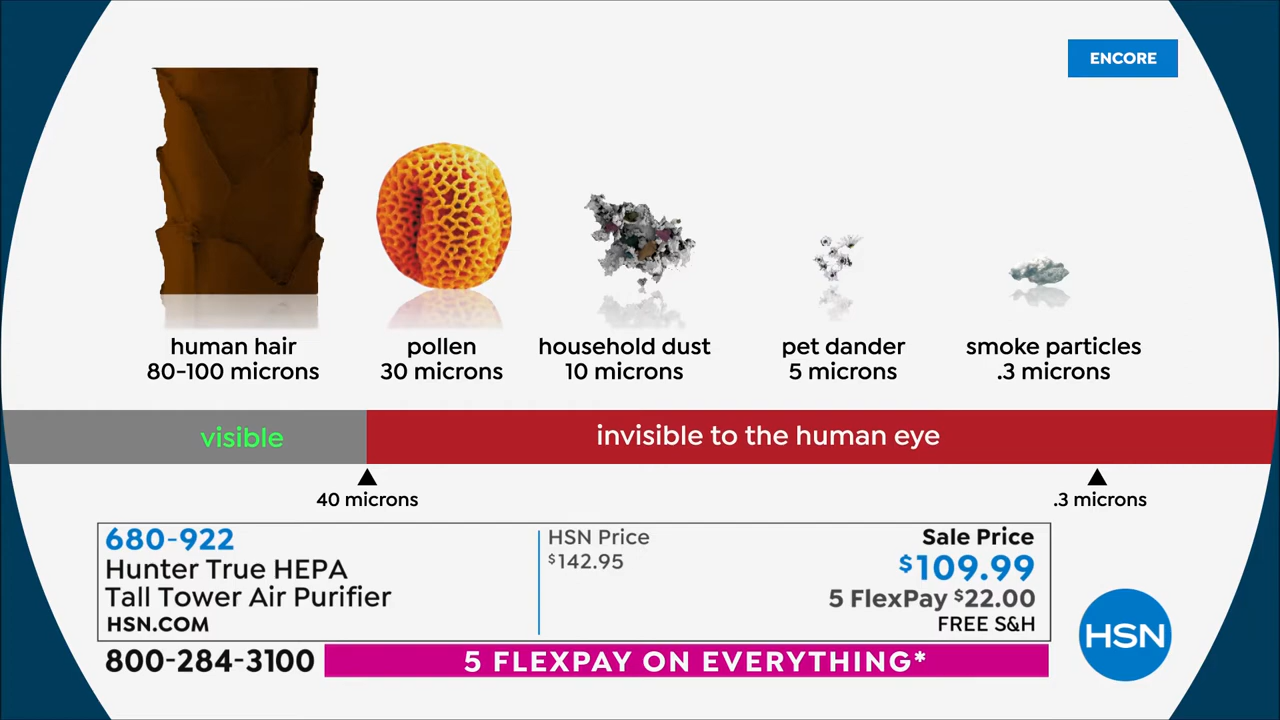 ENCORE
human hair
80-100 microns
pollen
30 microns
household dust
10 microns
pet dander
5 microns
smoke particles
.3 microns
visible
invisible to the human eye
40 microns
.3 microns
680-922
Hunter True HEPA
Tall Tower Air Purifier
HSN.COM
HSN Price
$142.95
Sale Price
$109.99
5 FlexPay $22.00
FREE S&H
HSN
800-284-3100
5 FLEXPAY ON EVERYTHING*